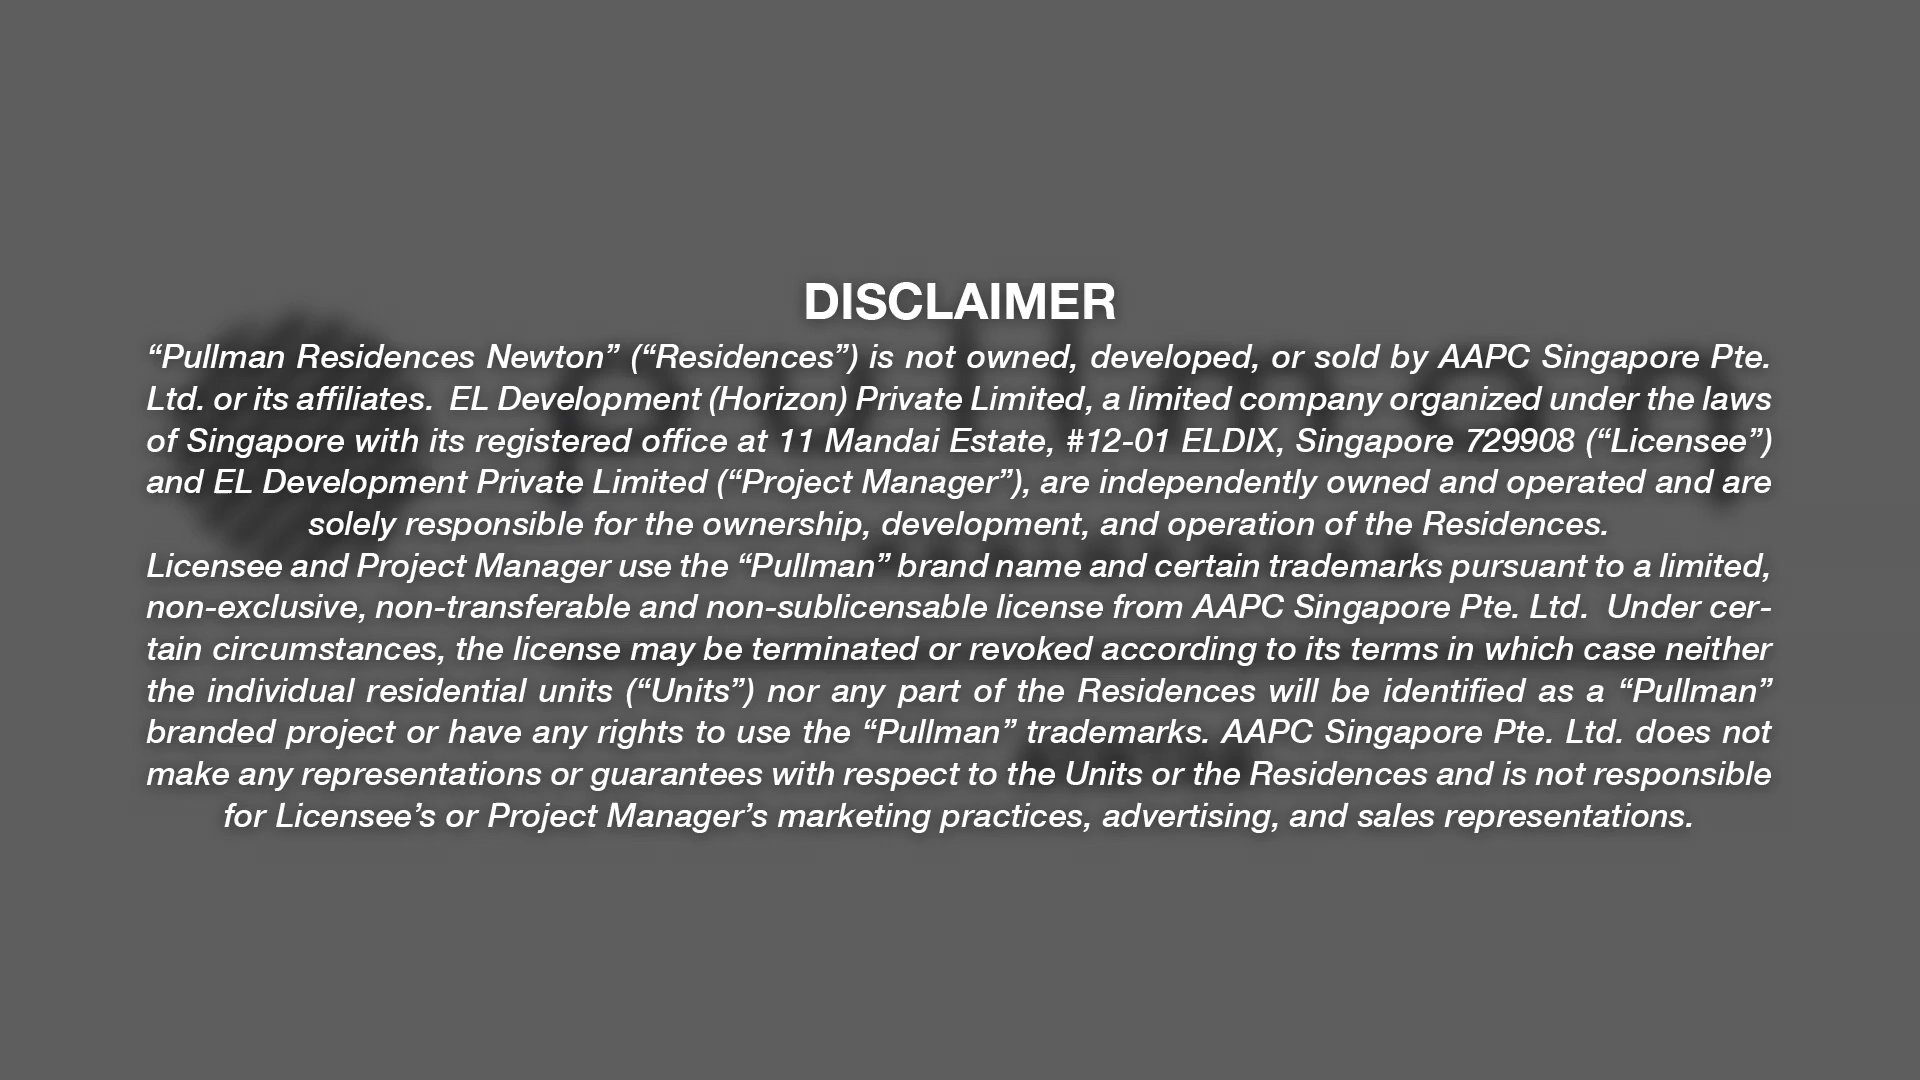 DISCLAIMER
“Pullman Residences Newton” (“Residences”) is not owned, developed, or sold by AAPC Singapore Pte.
Ltd. or its affiliates.  EL Development (Horizon) Private Limited, a limited company organized under the laws
of Singapore with its registered office at 11 Mandai Estate, #12-01 ELDIX, Singapore 729908 (“Licensee”)
and EL Development Private Limited (“Project Manager”), are independently owned and operated and are
solely responsible for the ownership, development, and operation of the Residences.
Licensee and Project Manager use the “Pullman” brand name and certain trademarks pursuant to a limited,
non-exclusive, non-transferable and non-sublicensable license from AAPC Singapore Pte. Ltd.  Under cer-
tain circumstances, the license may be terminated or revoked according to its terms in which case neither
the individual residential units (“Units”) nor any part of the Residences will be identified as a “Pullman”
branded project or have any rights to use the “Pullman” trademarks. AAPC Singapore Pte. Ltd. does not
make any representations or guarantees with respect to the Units or the Residences and is not responsible
for Licensee’s or Project Manager’s marketing practices, advertising, and sales representations.